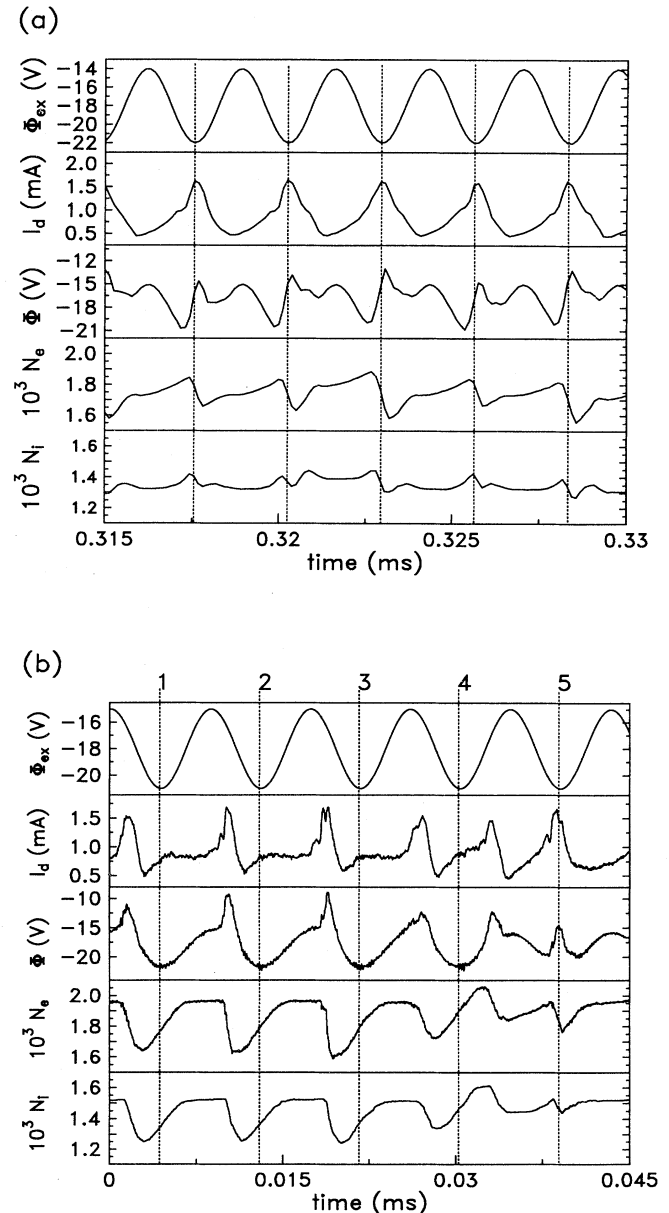 (a)
Φex (V)
−14
−16
−18
−20
−22
Id (mA)
2.0
1.5
1.0
0.5
Φ (V)
−12
−15
−18
−21
10³ Ne
2.0
1.8
1.6
10³ Ni
1.6
1.4
1.2
0.315 0.32 0.325 0.33
time (ms)
(b)
1 2 3 4 5
Φex (V)
−16
−18
−20
Id (mA)
1.5
1.0
0.5
Φ (V)
−10
−15
−20
10³ Ne
2.0
1.8
1.6
10³ Ni
1.6
1.4
1.2
0 0.015 0.03 0.045
time (ms)